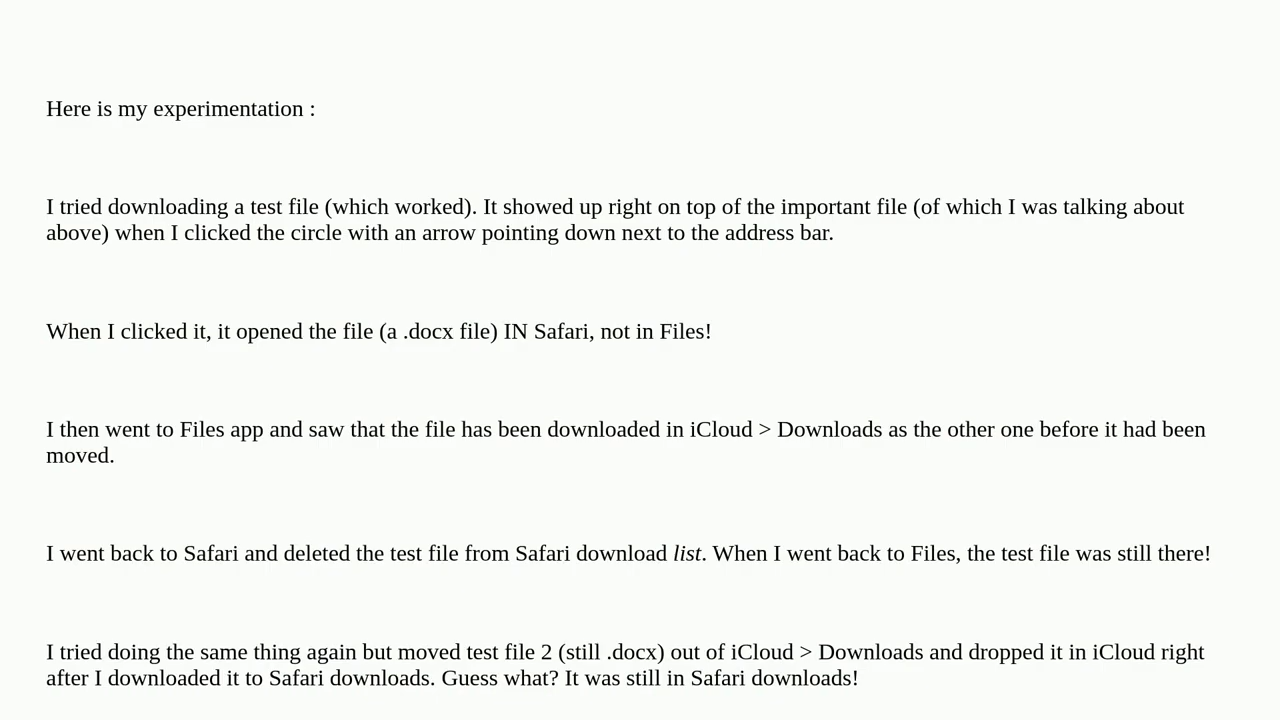 Here is my experimentation :
I tried downloading a test file (which worked). It showed up right on top of the important file (of which I was talking about
above) when I clicked the circle with an arrow pointing down next to the address bar.
When I clicked it, it opened the file (a .docx file) IN Safari, not in Files!
I then went to Files app and saw that the file has been downloaded in iCloud > Downloads as the other one before it had been
moved.
I went back to Safari and deleted the test file from Safari download list. When I went back to Files, the test file was still there!
I tried doing the same thing again but moved test file 2 (still .docx) out of iCloud > Downloads and dropped it in iCloud right
after I downloaded it to Safari downloads. Guess what? It was still in Safari downloads!